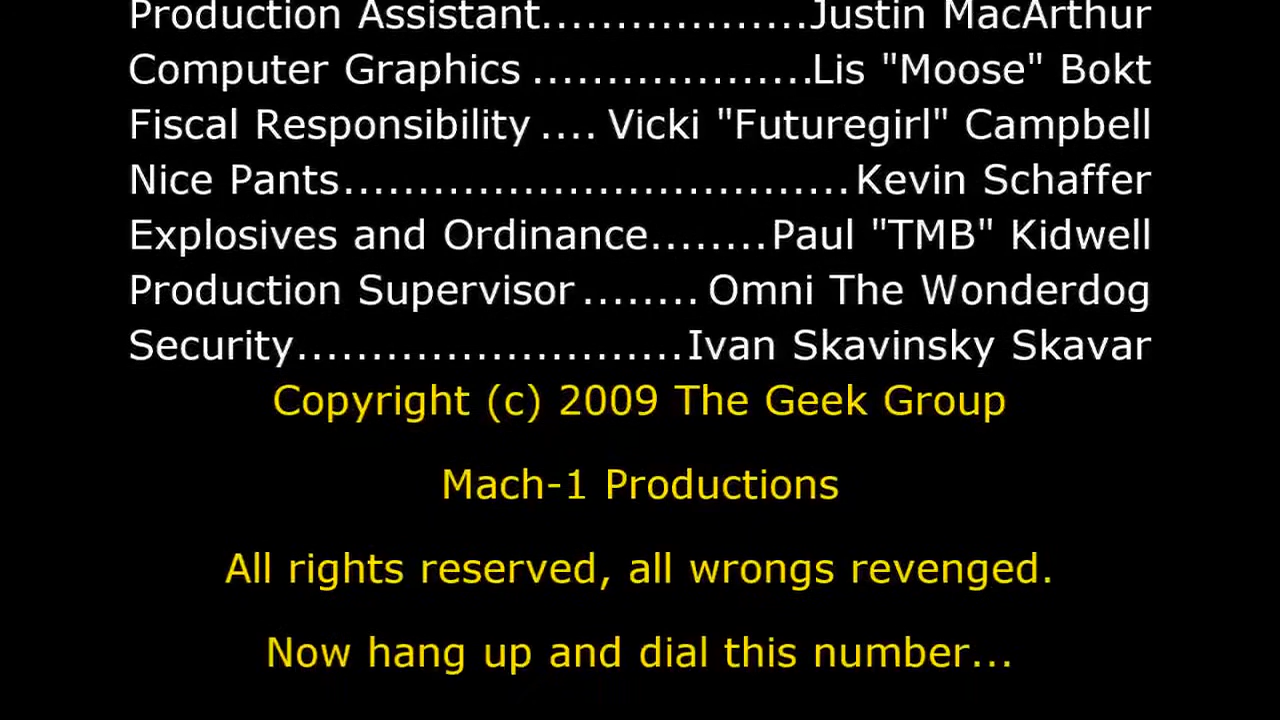 Production Assistant..................Justin MacArthur
Computer Graphics ...................Lis "Moose" Bokt
Fiscal Responsibility .... Vicki "Futuregirl" Campbell
Nice Pants..................................Kevin Schaffer
Explosives and Ordinance........Paul "TMB" Kidwell
Production Supervisor ........ Omni The Wonderdog
Security..........................Ivan Skavinsky Skavar
Copyright (c) 2009 The Geek Group
Mach-1 Productions
All rights reserved, all wrongs revenged.
Now hang up and dial this number...